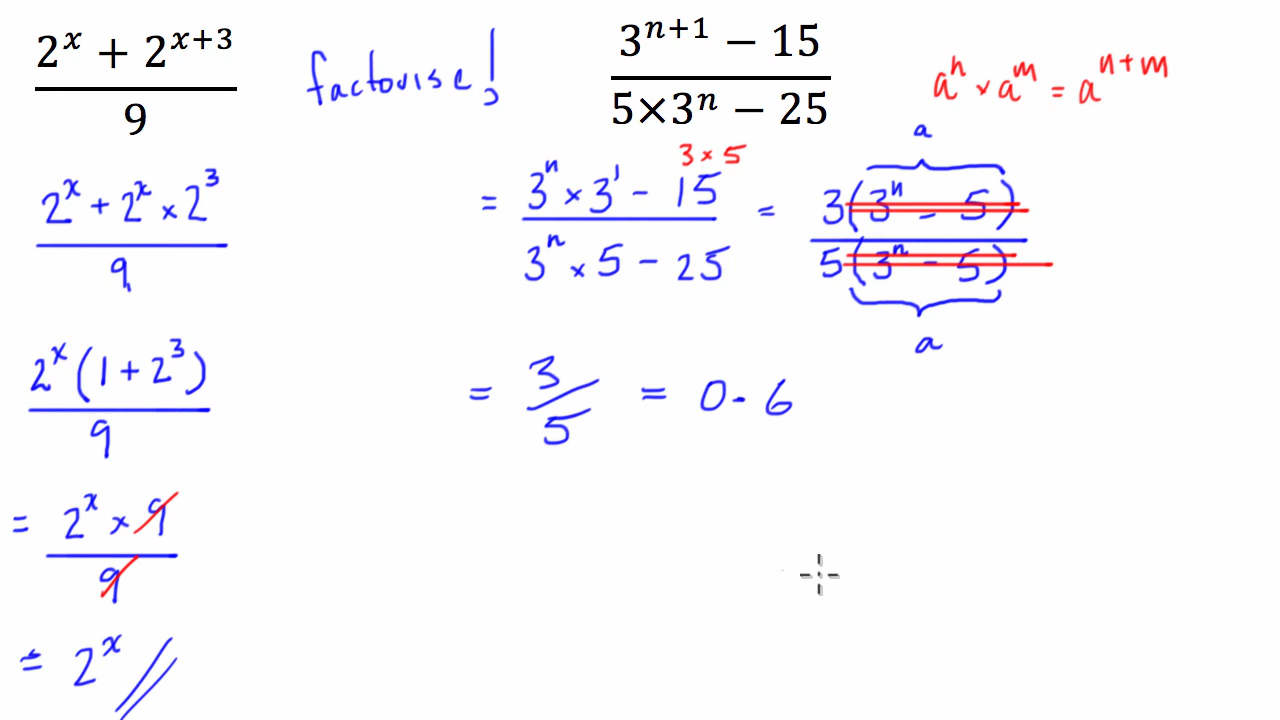 (2^x + 2^(x+3))/9
factorise!
(2^x + 2^x × 2^3)/9
(2^x (1 + 2^3))/9
= (2^x × 9)/9
= 2^x
(3^(n+1) − 15)/(5×3^n − 25)
a^n × a^m = a^(n+m)
3 × 5
= (3^n × 3^1 − 15)/(3^n × 5 − 25) = (3(3^n − 5))/(5(3^n − 5))
a
a
= 3/5 = 0.6